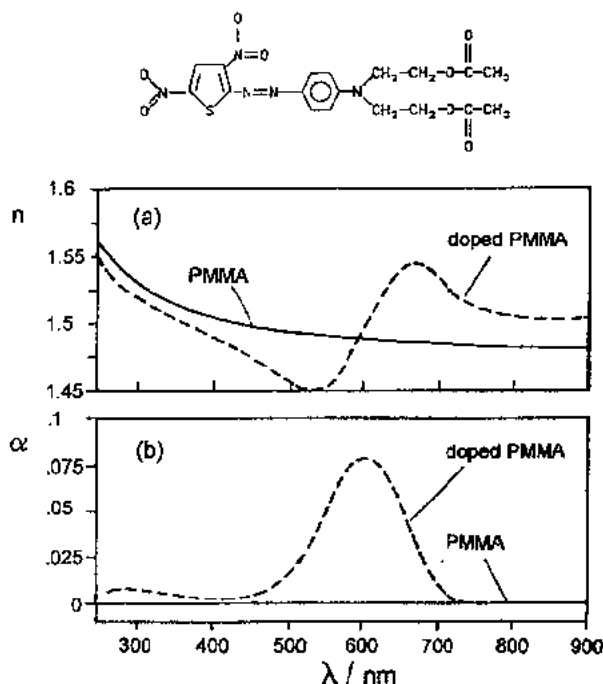 O
N=O
O
N
O
S
N=N
N
CH2-CH2-O-C-CH3
O
CH2-CH2-O-C-CH3
O
1.6
n
(a)
doped PMMA
1.55
PMMA
1.5
1.45
.1
α
(b)
doped PMMA
.075
.05
PMMA
.025
0
300 400 500 600 700 800 900
λ / nm